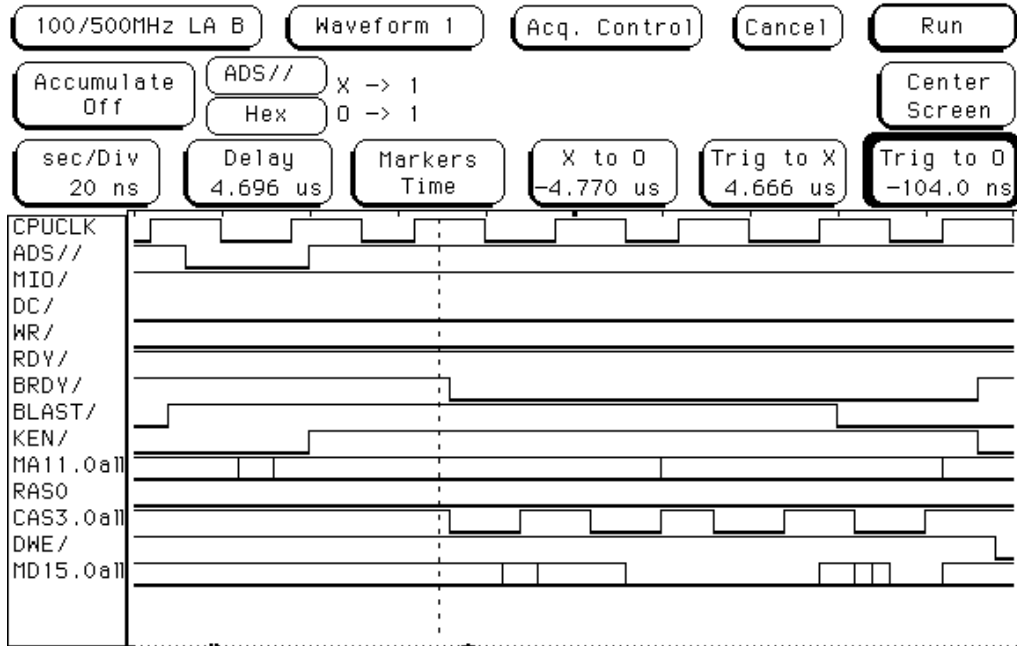 100/500MHz LA B Waveform 1 Acq. Control Cancel Run
Accumulate Off ADS// Hex X -> 1
O -> 1 Center Screen
sec/Div 20 ns Delay 4.696 us Markers Time X to O -4.770 us Trig to X 4.666 us Trig to O -104.0 ns
CPUCLK
ADS//
MIO/
DC/
WR/
RDY/
BRDY/
BLAST/
KEN/
MA11.0all
RAS0
CAS3.0all
DWE/
MD15.0all